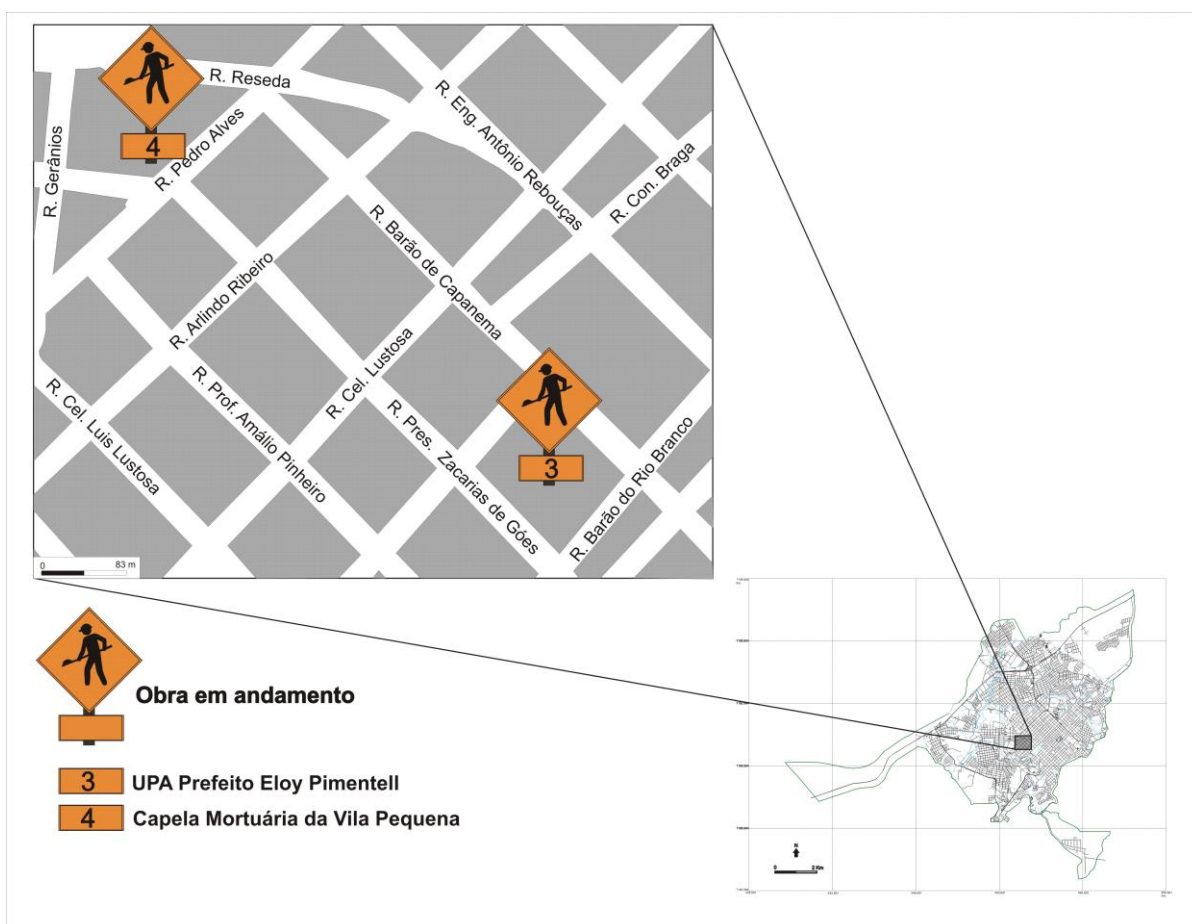 R. Reseda
R. Gerânios
4
R. Pedro Alves
R. Eng. Antônio Rebouças
R. Con. Braga
R. Barão de Capanema
R. Arlindo Ribeiro
R. Cel. Lustosa
R. Cel. Luis Lustosa
R. Prof. Amálio Pinheiro
R. Pres. Zacarias de Góes
3
R. Barão do Rio Branco
0 83 m
Obra em andamento
3 UPA Prefeito Eloy Pimentell
4 Capela Mortuária da Vila Pequena
N
0 2 Km